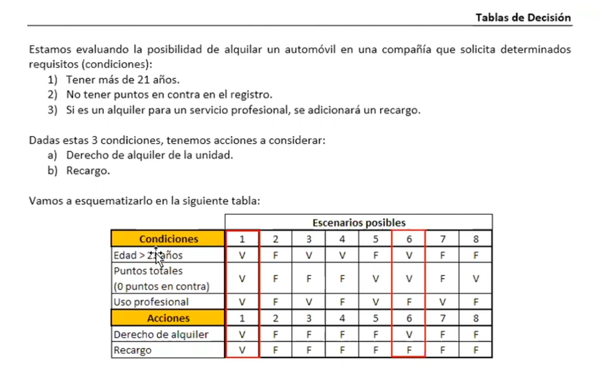 Tablas de Decisión
Estamos evaluando la posibilidad de alquilar un automóvil en una compañía que solicita determinados
requisitos (condiciones):
1) Tener más de 21 años.
2) No tener puntos en contra en el registro.
3) Si es un alquiler para un servicio profesional, se adicionará un recargo.
Dadas estas 3 condiciones, tenemos acciones a considerar:
a) Derecho de alquiler de la unidad.
b) Recargo.
Vamos a esquematizarlo en la siguiente tabla:
Escenarios posibles
Condiciones 1 2 3 4 5 6 7 8
Edad > 21 años V F V V F V F F
Puntos totales
(0 puntos en contra) V F F F V V F V
Uso profesional V F V F V F V F
Acciones 1 2 3 4 5 6 7 8
Derecho de alquiler V F F F F V F F
Recargo V F F F F F F F